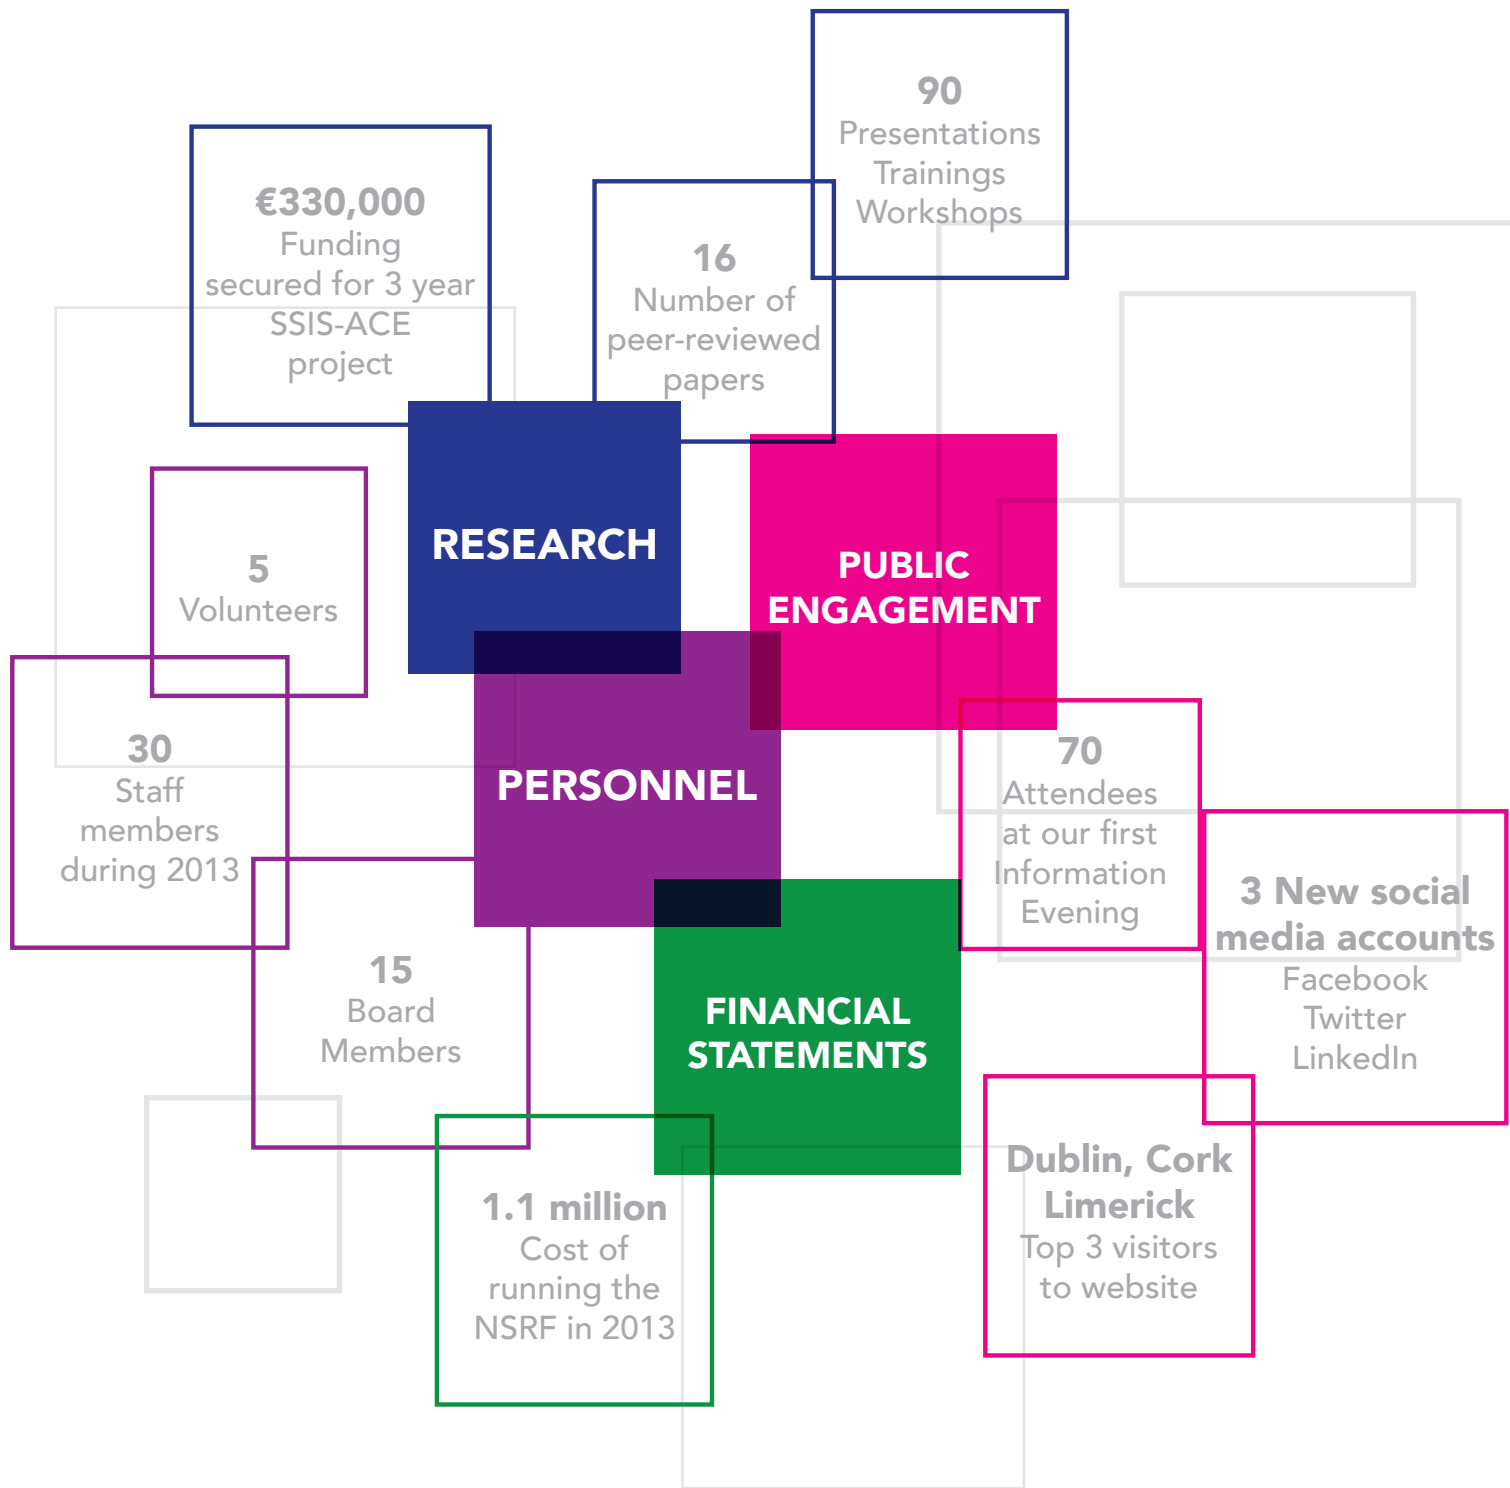 90
Presentations
Trainings
Workshops
€330,000
Funding
secured for 3 year
SSIS-ACE
project
16
Number of
peer-reviewed
papers
RESEARCH
PUBLIC
ENGAGEMENT
5
Volunteers
30
Staff
members
during 2013
PERSONNEL
70
Attendees
at our first
Information
Evening
3 New social
media accounts
Facebook
Twitter
LinkedIn
15
Board
Members
FINANCIAL
STATEMENTS
1.1 million
Cost of
running the
NSRF in 2013
Dublin, Cork
Limerick
Top 3 visitors
to website